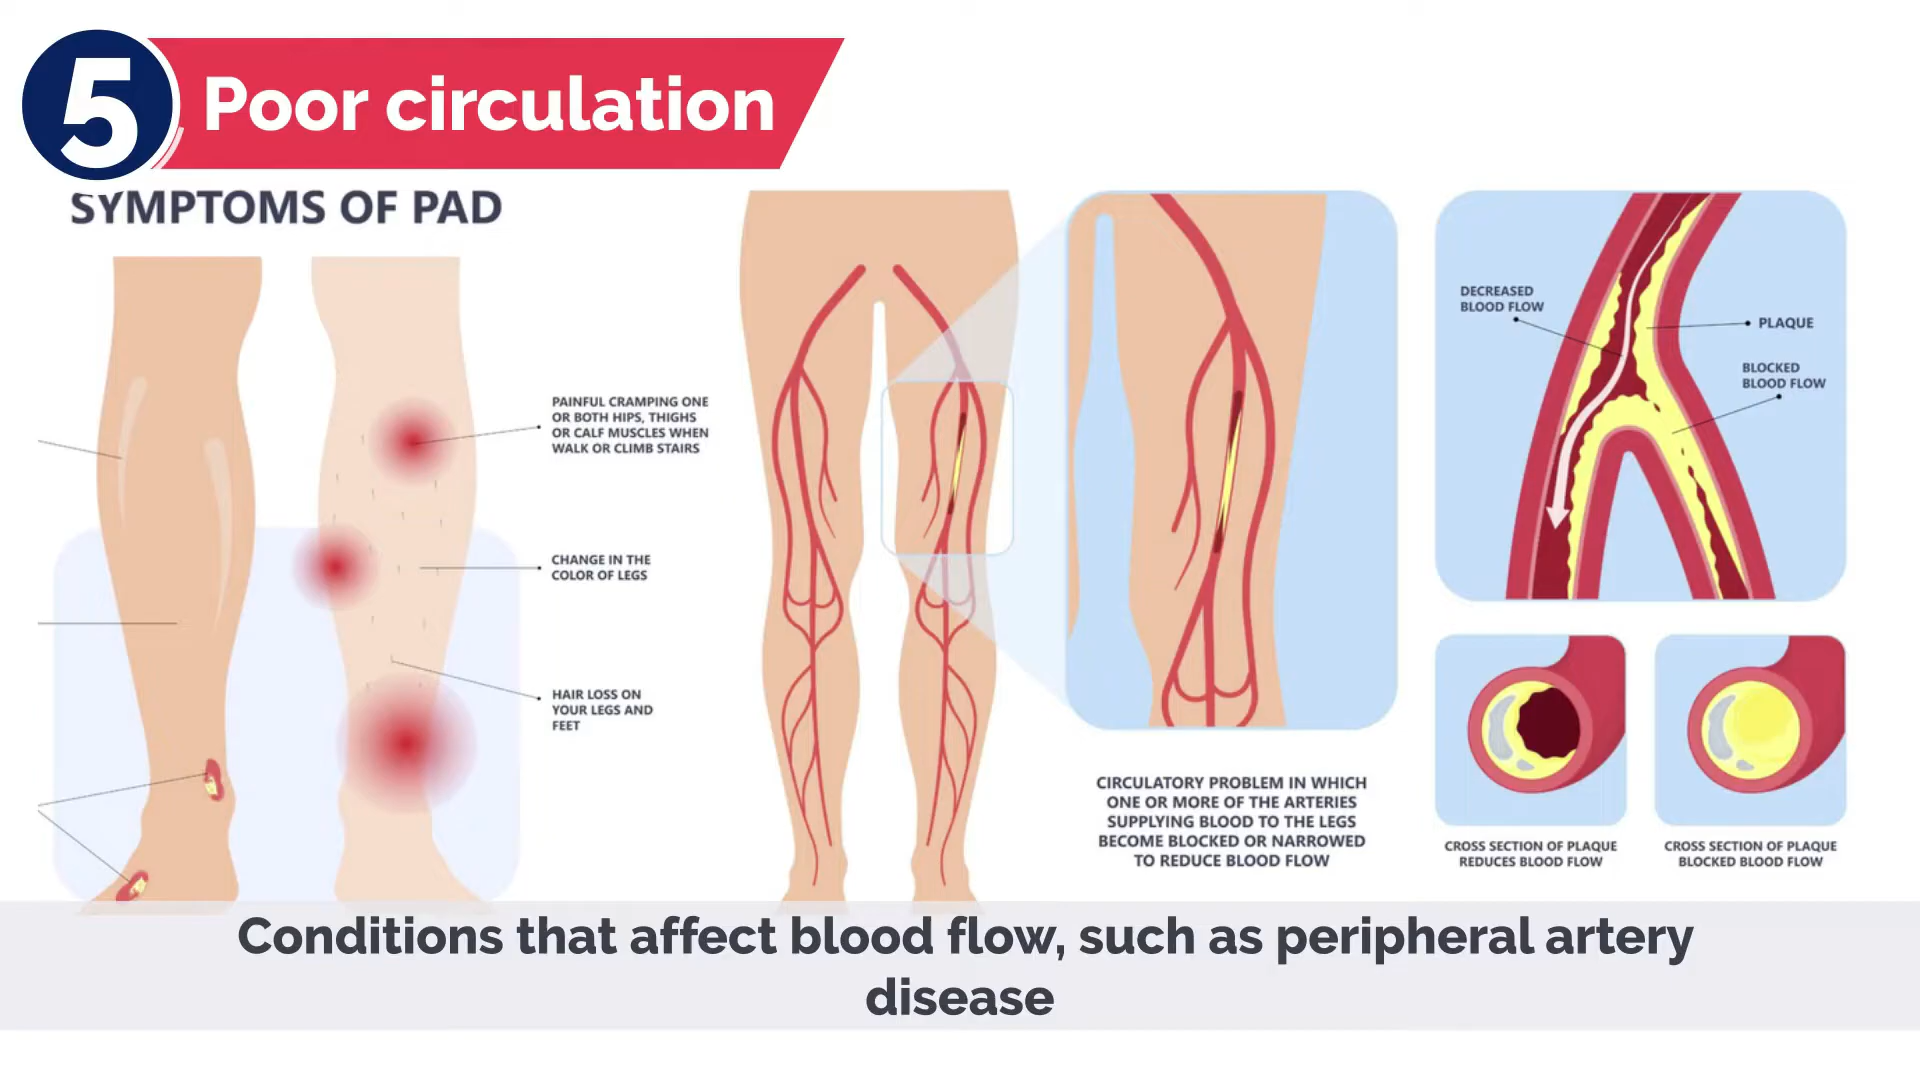 5
Poor circulation
SYMPTOMS OF PAD
PAINFUL CRAMPING ONE
OR BOTH HIPS, THIGHS
OR CALF MUSCLES WHEN
WALK OR CLIMB STAIRS
CHANGE IN THE
COLOR OF LEGS
HAIR LOSS ON
YOUR LEGS AND
FEET
CIRCULATORY PROBLEM IN WHICH
ONE OR MORE OF THE ARTERIES
SUPPLYING BLOOD TO THE LEGS
BECOME BLOCKED OR NARROWED
TO REDUCE BLOOD FLOW
DECREASED
BLOOD FLOW
PLAQUE
BLOCKED
BLOOD FLOW
CROSS SECTION OF PLAQUE
REDUCES BLOOD FLOW
CROSS SECTION OF PLAQUE
BLOCKED BLOOD FLOW
Conditions that affect blood flow, such as peripheral artery
disease